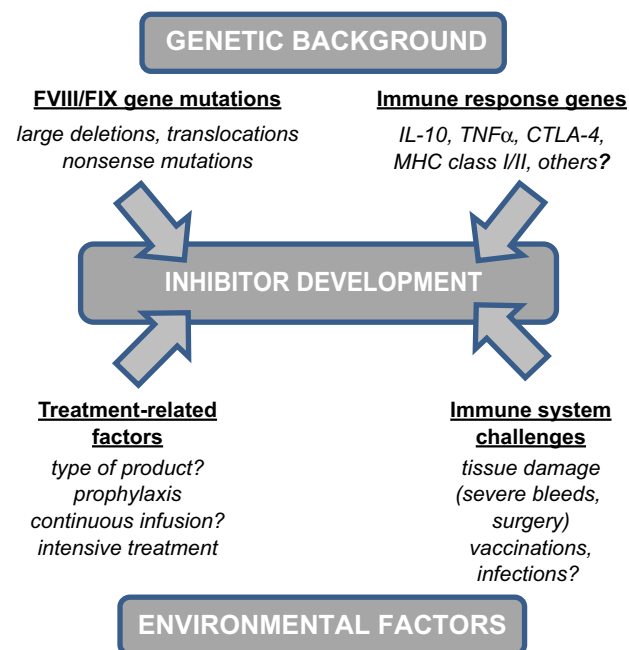 GENETIC BACKGROUND
FVIII/FIX gene mutations
large deletions, translocations
nonsense mutations
Immune response genes
IL-10, TNFα, CTLA-4,
MHC class I/II, others?
INHIBITOR DEVELOPMENT
Treatment-related
factors
type of product?
prophylaxis
continuous infusion?
intensive treatment
Immune system
challenges
tissue damage
(severe bleeds,
surgery)
vaccinations,
infections?
ENVIRONMENTAL FACTORS